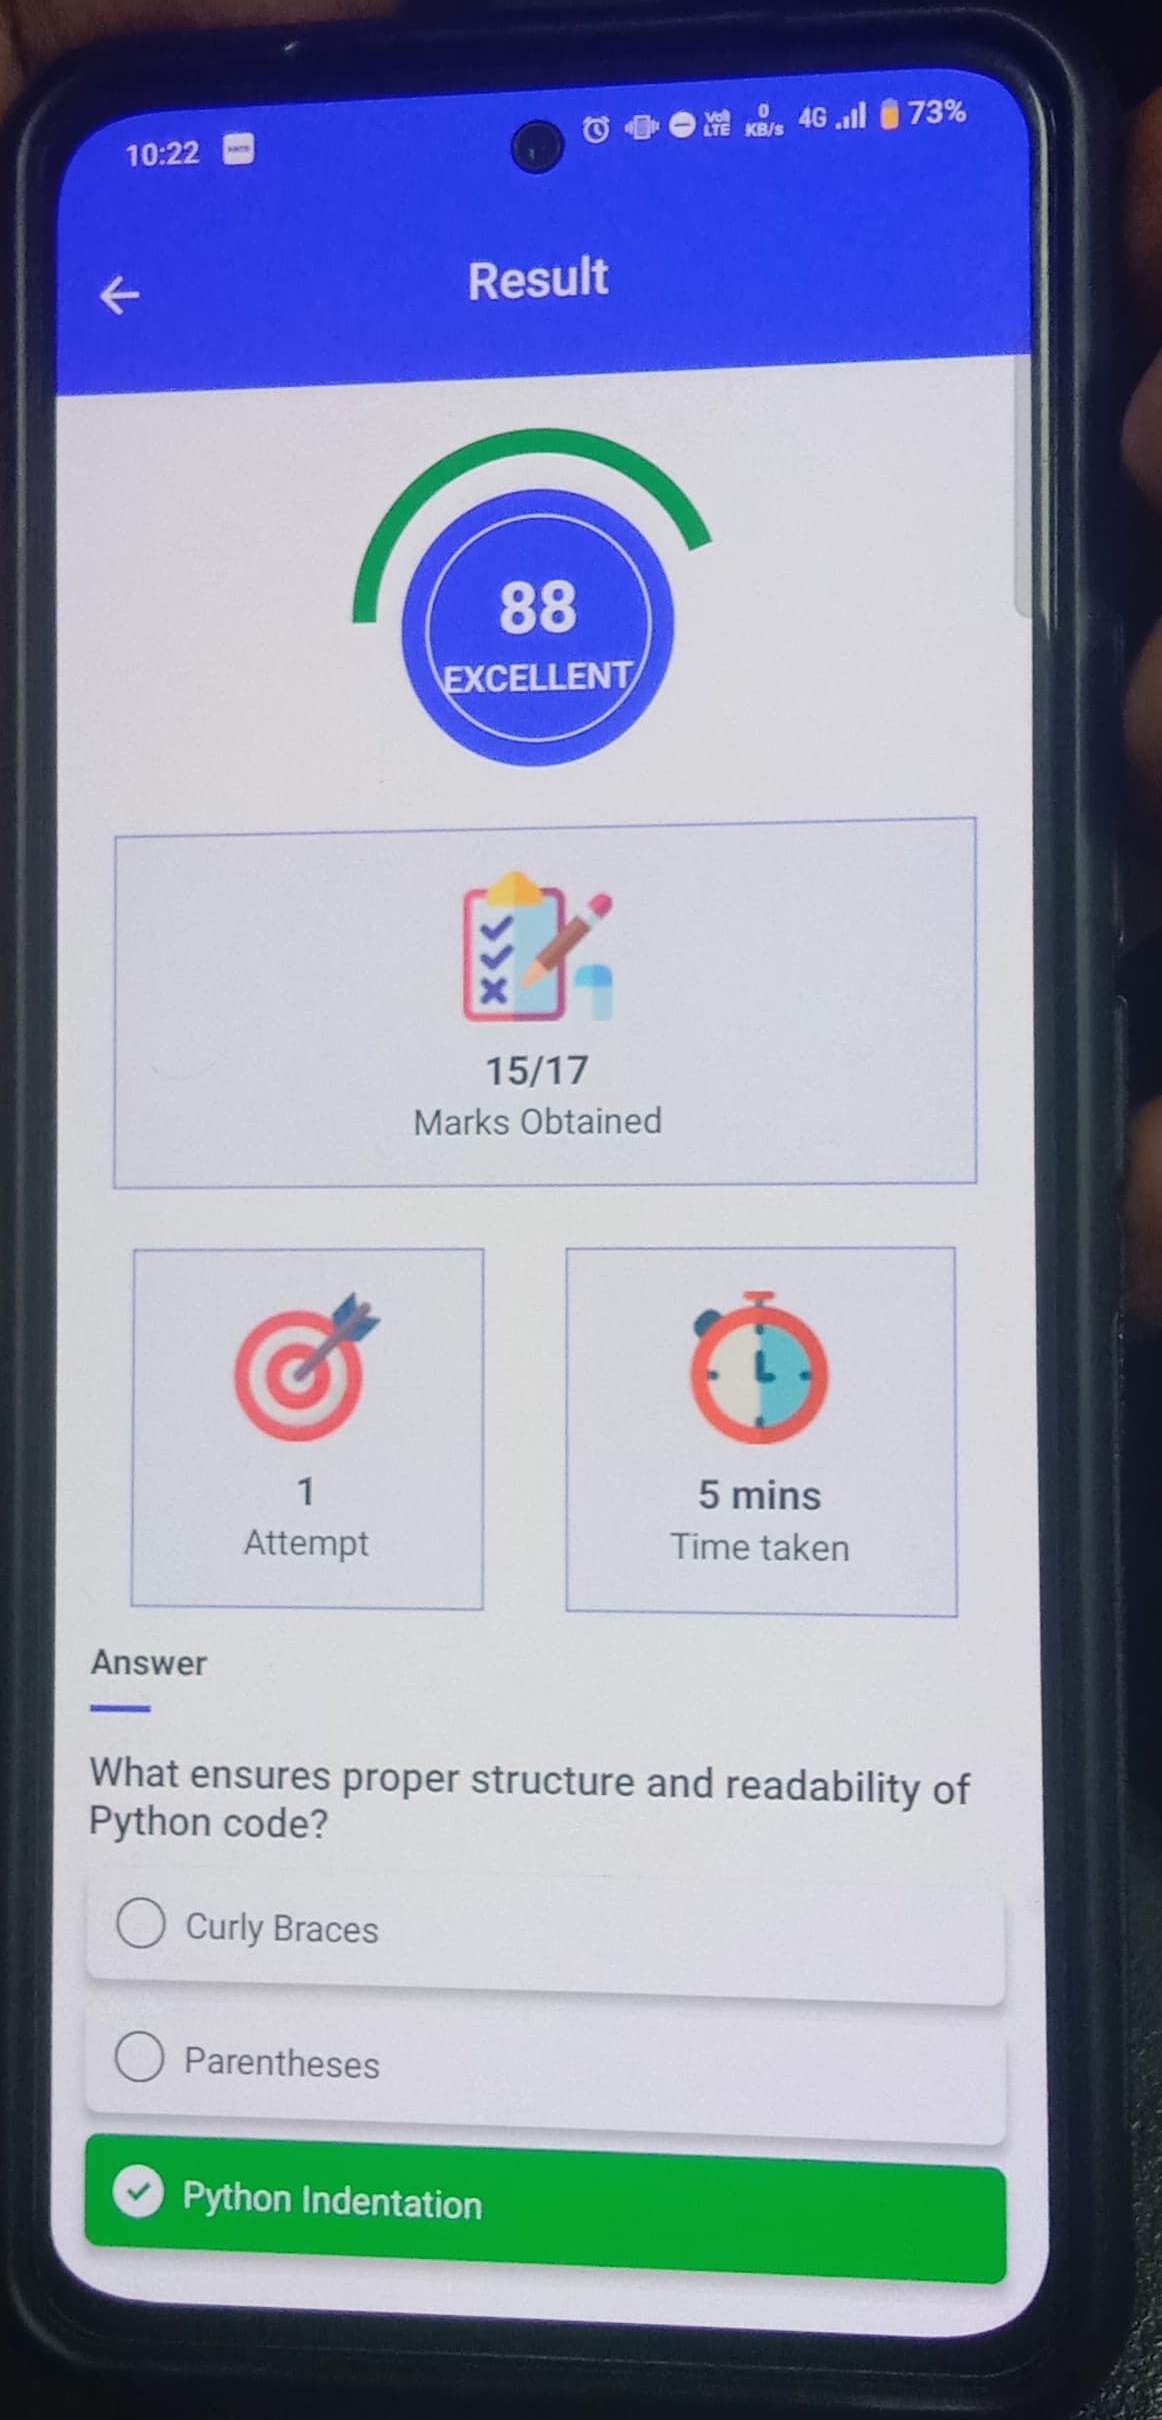 10:22
Vo)) LTE 0 KB/s 4G 73%
Result
88
EXCELLENT
15/17
Marks Obtained
1
Attempt
5 mins
Time taken
Answer
What ensures proper structure and readability of
Python code?
Curly Braces
Parentheses
Python Indentation